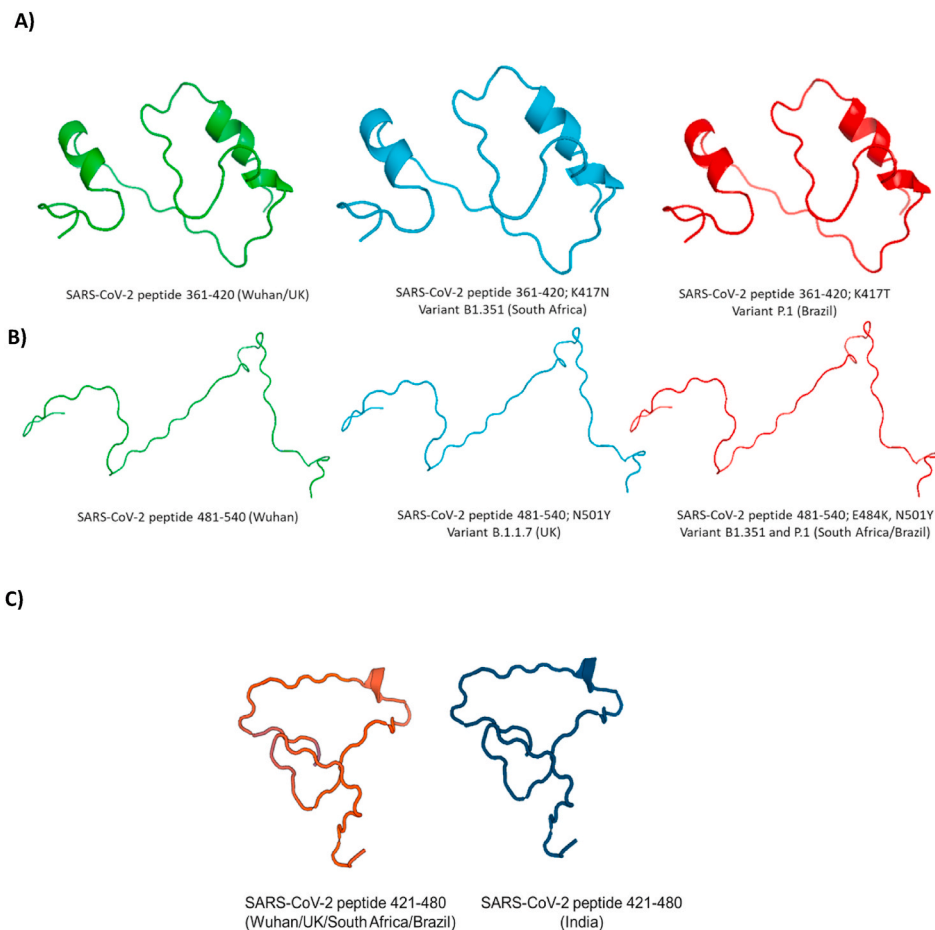 A)
SARS-CoV-2 peptide 361-420 (Wuhan/UK)
SARS-CoV-2 peptide 361-420; K417N
Variant B1.351 (South Africa)
SARS-CoV-2 peptide 361-420; K417T
Variant P.1 (Brazil)
B)
SARS-CoV-2 peptide 481-540 (Wuhan)
SARS-CoV-2 peptide 481-540; N501Y
Variant B.1.1.7 (UK)
SARS-CoV-2 peptide 481-540; E484K, N501Y
Variant B1.351 and P.1 (South Africa/Brazil)
C)
SARS-CoV-2 peptide 421-480
(Wuhan/UK/South Africa/Brazil)
SARS-CoV-2 peptide 421-480
(India)